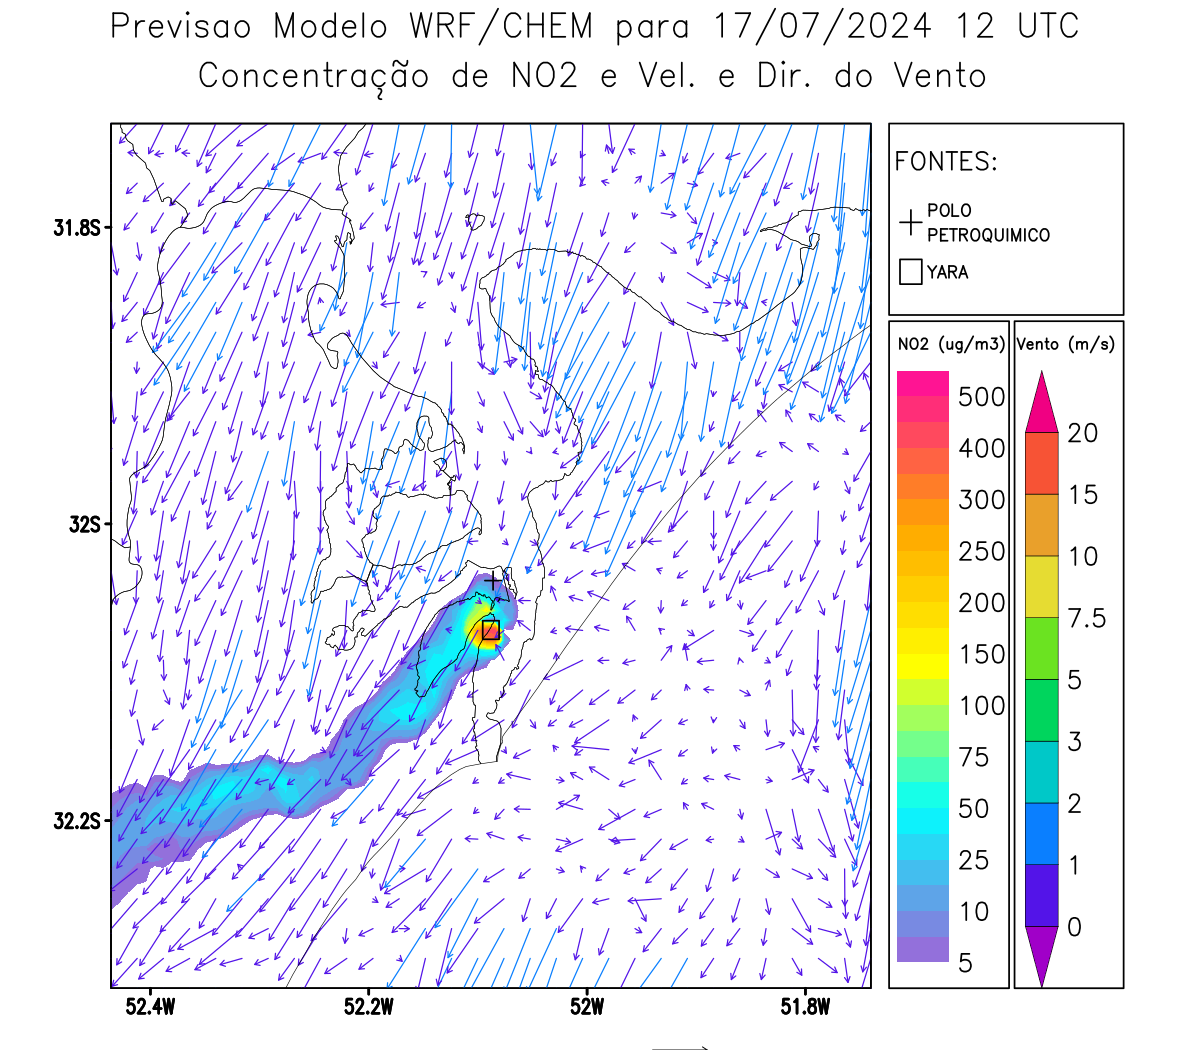 Previsao Modelo WRF/CHEM para 17/07/2024 12 UTC
Concentração de NO2 e Vel. e Dir. do Vento
FONTES:
POLO
PETROQUIMICO
YARA
NO2 (ug/m3)
500
400
300
250
200
150
100
75
50
25
10
5
Vento (m/s)
20
15
10
7.5
5
3
2
1
0
31.8S
32S
32.2S
52.4W
52.2W
52W
51.8W